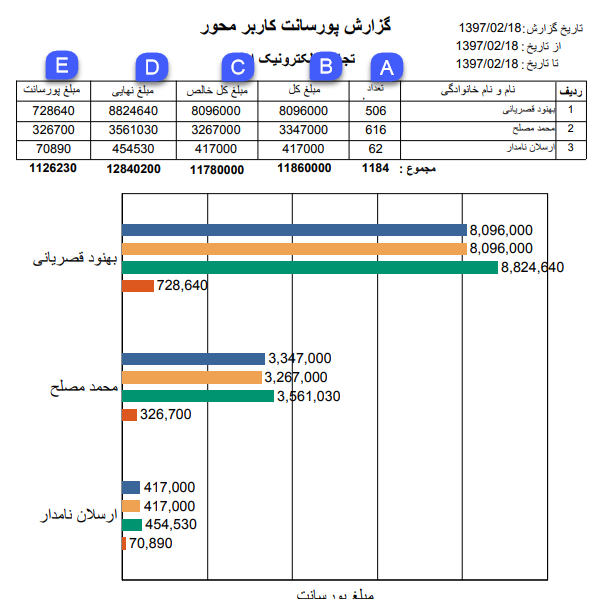 گزارش پورسانت کاربر محور
تاریخ گزارش: 1397/02/18
از تاریخ : 1397/02/18
تا تاریخ : 1397/02/18
A B C D E
ردیف نام و نام خانوادگی تعداد مبلغ کل مبلغ کل خالص مبلغ نهایی مبلغ پورسانت
1 بهنود قصریانی 506 8096000 8096000 8824640 728640
2 محمد مصلح 616 3347000 3267000 3561030 326700
3 ارسلان نامدار 62 417000 417000 454530 70890
مجموع : 1184 11860000 11780000 12840200 1126230
بهنود قصریانی
8,096,000
8,096,000
8,824,640
728,640
محمد مصلح
3,347,000
3,267,000
3,561,030
326,700
ارسلان نامدار
417,000
417,000
454,530
70,890
مبلغ پورسانت